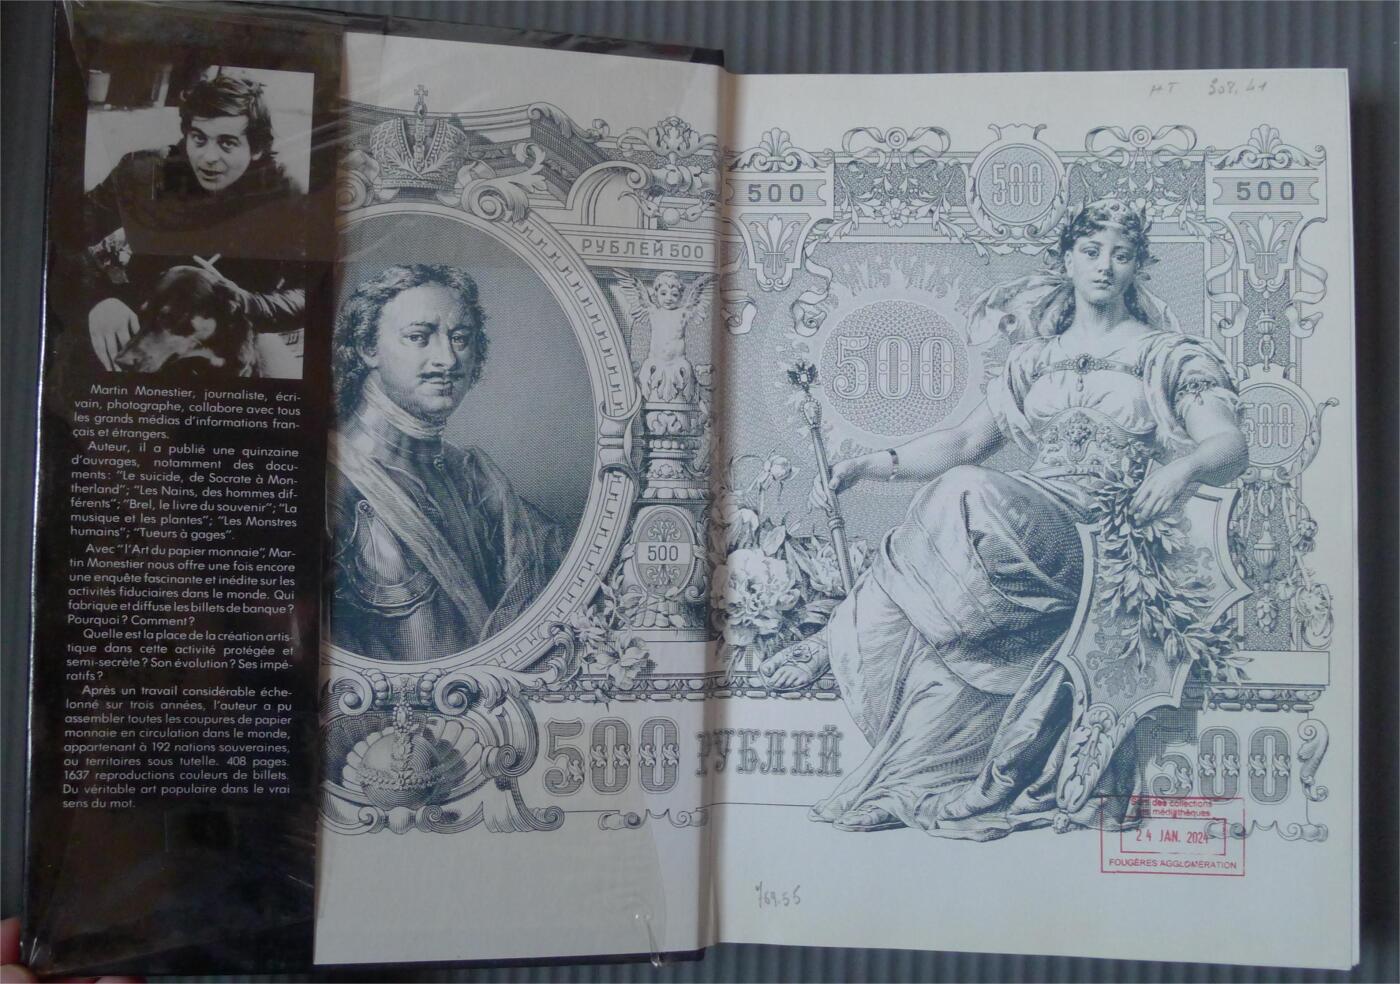 Martin Monestier, journaliste, écri-
vain, photographe, collabore avec tous
les grands médias d'informations fran-
çais et étrangers.
Auteur, il a publié une quinzaine
d'ouvrages, notamment des docu-
ments: "Le suicide, de Socrate à Mon-
therland"; "Les Nains, des hommes dif-
férents"; "Brel, le livre du souvenir"; "La
musique et les plantes"; "Les Monstres
humains"; "Tueurs à gages".
Avec "l'Art du papier monnaie", Mar-
tin Monestier nous offre une fois encore
une enquête fascinante et inédite sur les
activités fiduciaires dans le monde. Qui
fabrique et diffuse les billets de banque?
Pourquoi? Comment?
Quelle est la place de la création artis-
tique dans cette activité protégée et
semi-secrète? Son évolution? Ses impé-
ratifs?
Après un travail considérable éche-
lonné sur trois années, l'auteur a pu
assembler toutes les coupures de papier
monnaie en circulation dans le monde,
appartenant à 192 nations souveraines,
ou territoires sous tutelle. 408 pages.
1637 reproductions couleurs de billets.
Du véritable art populaire dans le vrai
sens du mot.
РУБЛЕЙ 500
500
500 РУБЛЕЙ 500
500
500
500
500
500
des collections
médiathèques
24 JAN. 2024
FOUGÈRES AGGLOMÉRATION
769.55